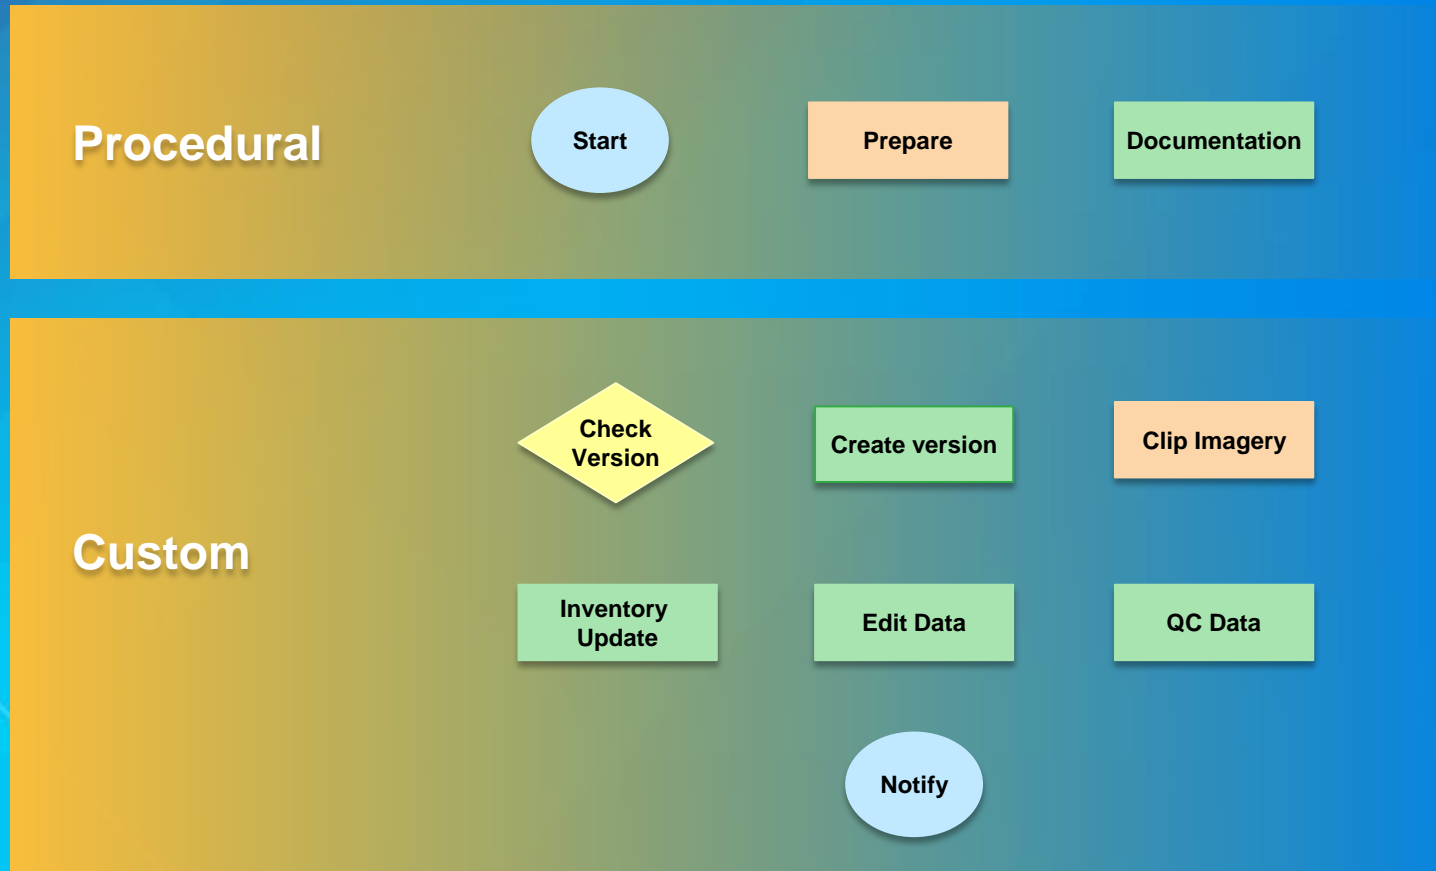 Procedural
Start
Prepare
Documentation
Custom
Check
Version
Create version
Clip Imagery
Inventory
Update
Edit Data
QC Data
Notify